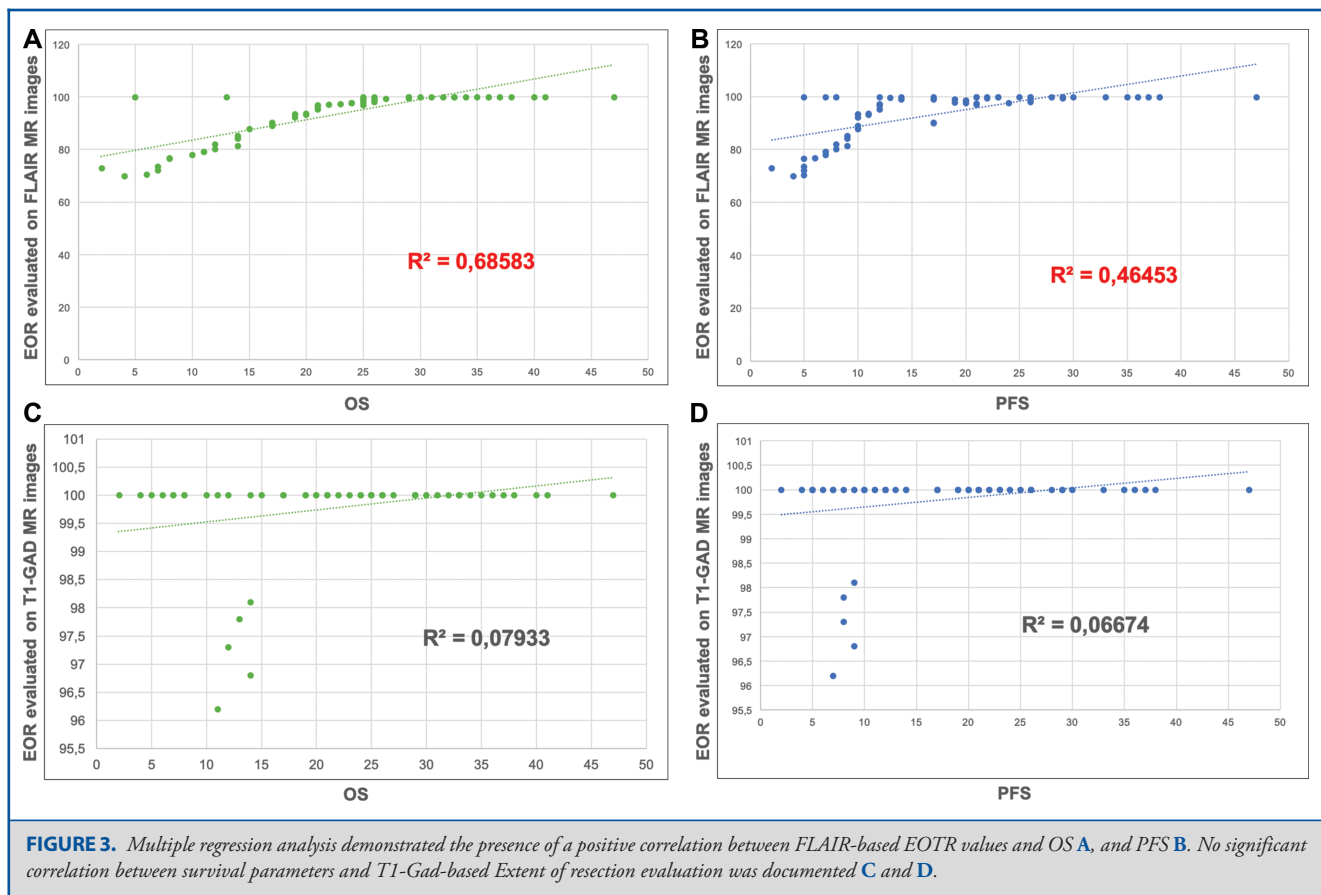 A
120
100
80
60
40
20
0
0 5 10 15 20 25 30 35 40 45 50
EOR evaluated on FLAIR MR images
OS
R² = 0,68583
B
120
100
80
60
40
20
0
0 5 10 15 20 25 30 35 40 45 50
EOR evaluated on FLAIR MR images
PFS
R² = 0,46453
C
101
100,5
100
99,5
99
98,5
98
97,5
97
96,5
96
95,5
0 5 10 15 20 25 30 35 40 45 50
EOR evaluated on T1-GAD MR images
OS
R² = 0,07933
D
101
100,5
100
99,5
99
98,5
98
97,5
97
96,5
96
95,5
0 5 10 15 20 25 30 35 40 45 50
EOR evaluated on T1-GAD MR images
PFS
R² = 0,06674
FIGURE 3. Multiple regression analysis demonstrated the presence of a positive correlation between FLAIR-based EOTR values and OS A, and PFS B. No significant
correlation between survival parameters and T1-Gad-based Extent of resection evaluation was documented C and D.